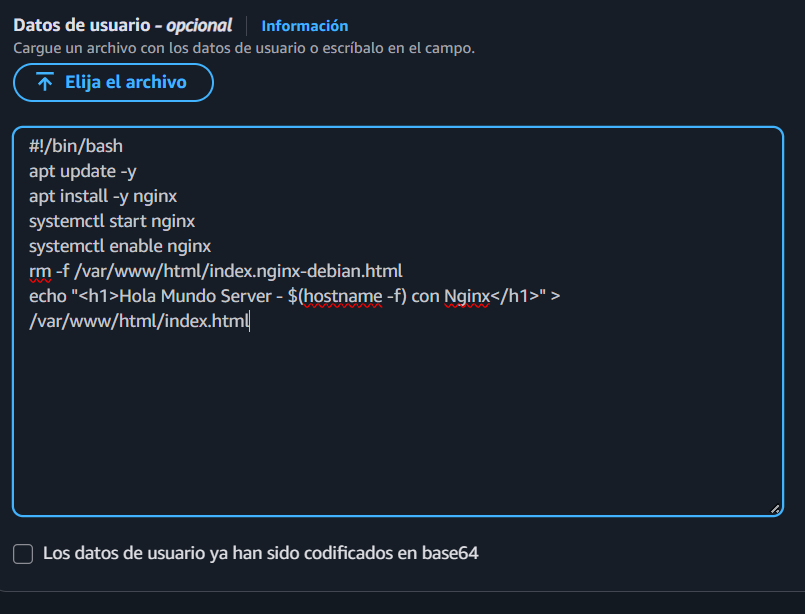 Datos de usuario - opcional Información
Cargue un archivo con los datos de usuario o escríbalo en el campo.
Elija el archivo
#!/bin/bash
apt update -y
apt install -y nginx
systemctl start nginx
systemctl enable nginx
rm -f /var/www/html/index.nginx-debian.html
echo "<h1>Hola Mundo Server - $(hostname -f) con Nginx</h1>" >
/var/www/html/index.html
Los datos de usuario ya han sido codificados en base64